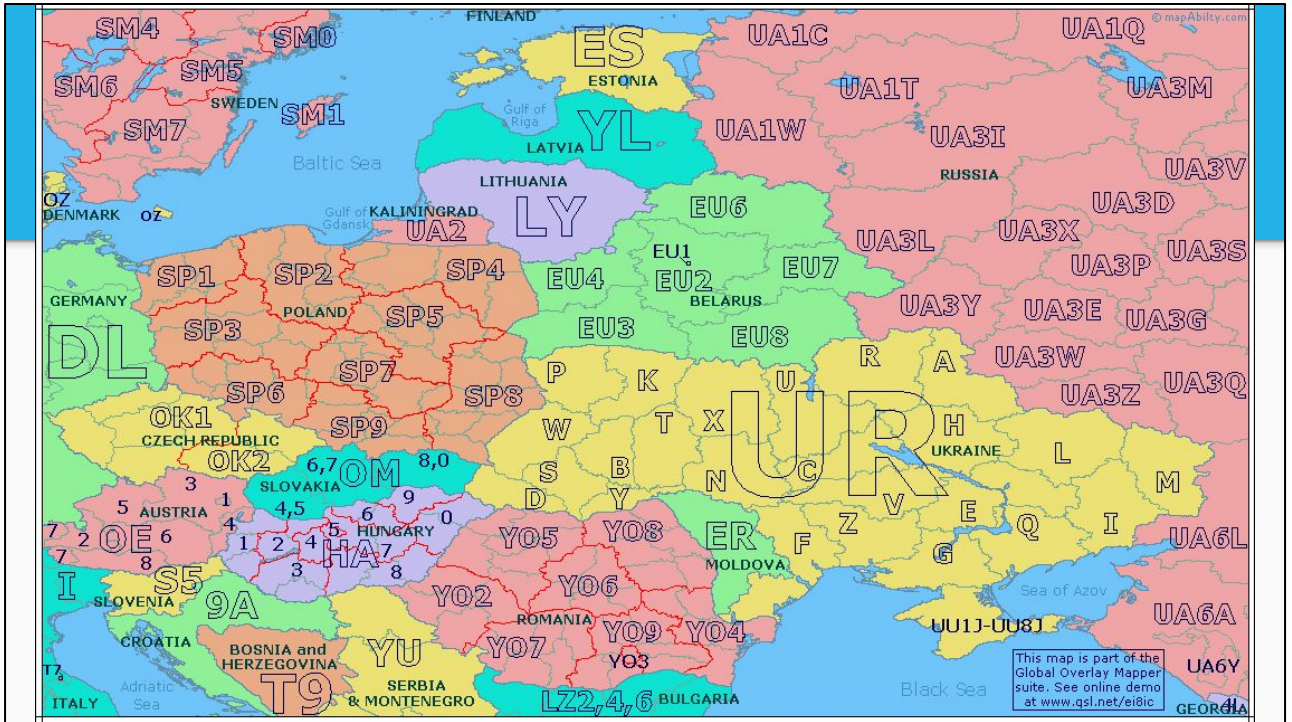 FINLAND
© mapAbilty.com
SM4
SM0
ES
UA1C
UA1Q
SM6
SM5
SWEDEN
ESTONIA
UA1T
UA3M
SM7
SM1
Gulf of
Riga
YL
LATVIA
UA1W
UA3I
RUSSIA
Baltic Sea
UA3V
LITHUANIA
LY
OZ
DENMARK
OZ
Gulf of
Gdansk
KALININGRAD
UA2
EU6
UA3D
UA3L
UA3X
UA3S
EU1
EU4
EU2
EU7
BELARUS
UA3P
SP1
SP2
SP4
GERMANY
DL
POLAND
SP3
SP5
EU3
EU8
UA3Y
UA3E
UA3G
UA3W
UA3Z
UA3Q
SP6
SP7
SP8
SP9
P
K
U
R
A
W
T
X
UR
H
UKRAINE
L
S
B
N
C
M
D
Y
V
E
Q
I
F
Z
G
OK1
CZECH REPUBLIC
OK2
6,7
OM
8,0
SLOVAKIA
4,5
3
5
1
AUSTRIA
4
7
2
OE
6
7
8
9
6
0
5
HUNGARY
1
2
4
HA
7
3
8
YO5
YO8
ER
MOLDOVA
UA6L
I
S5
SLOVENIA
9A
CROATIA
YO2
YO6
ROMANIA
YO7
YO9
YO4
YO3
Sea of Azov
UU1J-UU8J
UA6A
UA6Y
BOSNIA and
HERZEGOVINA
T9
YU
SERBIA
& MONTENEGRO
LZ2,4,6
BULGARIA
T7
ITALY
Adriatic
Sea
Black Sea
This map is part of the
Global Overlay Mapper
suite. See online demo
at www.qsl.net/ei8ic
4L
GEORGIA